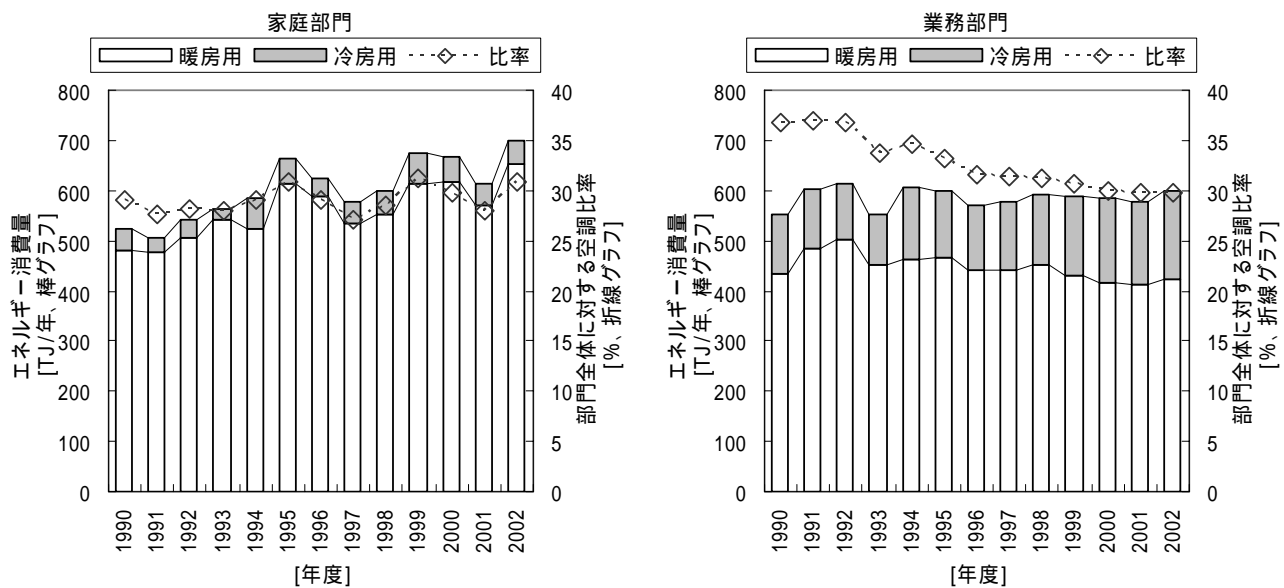 家庭部門
暖房用 冷房用 比率
800
700
600
500
400
300
200
100
0
エネルギー消費量
[TJ/年、棒グラフ]
40
35
30
25
20
15
10
5
0
部門全体に対する空調比率
[%、折線グラフ]
1990 1991 1992 1993 1994 1995 1996 1997 1998 1999 2000 2001 2002
[年度]
業務部門
暖房用 冷房用 比率
800
700
600
500
400
300
200
100
0
エネルギー消費量
[TJ/年、棒グラフ]
40
35
30
25
20
15
10
5
0
部門全体に対する空調比率
[%、折線グラフ]
1990 1991 1992 1993 1994 1995 1996 1997 1998 1999 2000 2001 2002
[年度]